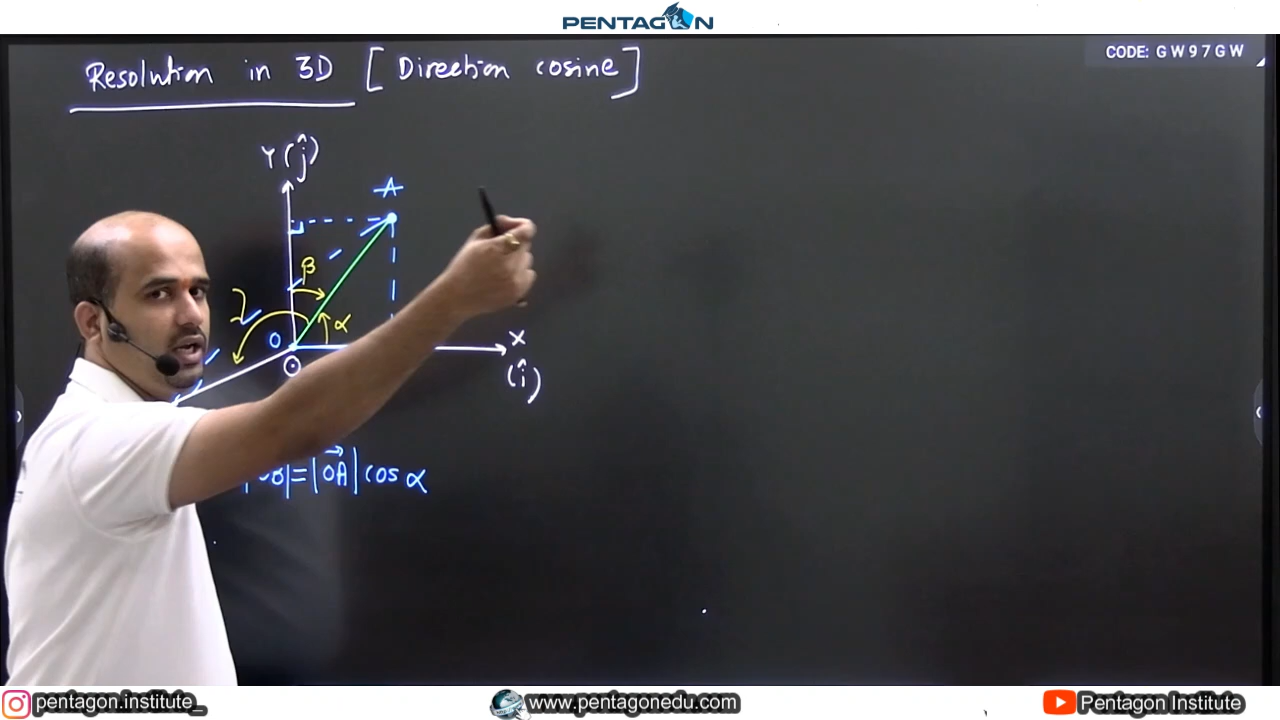 PENTAGON
CODE: GW97GW
Resolution in 3D [Direction cosine]
Y(ĵ)
A
β
γ
α
O
X
(î)
B|=|OA| cos α
pentagon.institute_
www.pentagonedu.com
Pentagon Institute